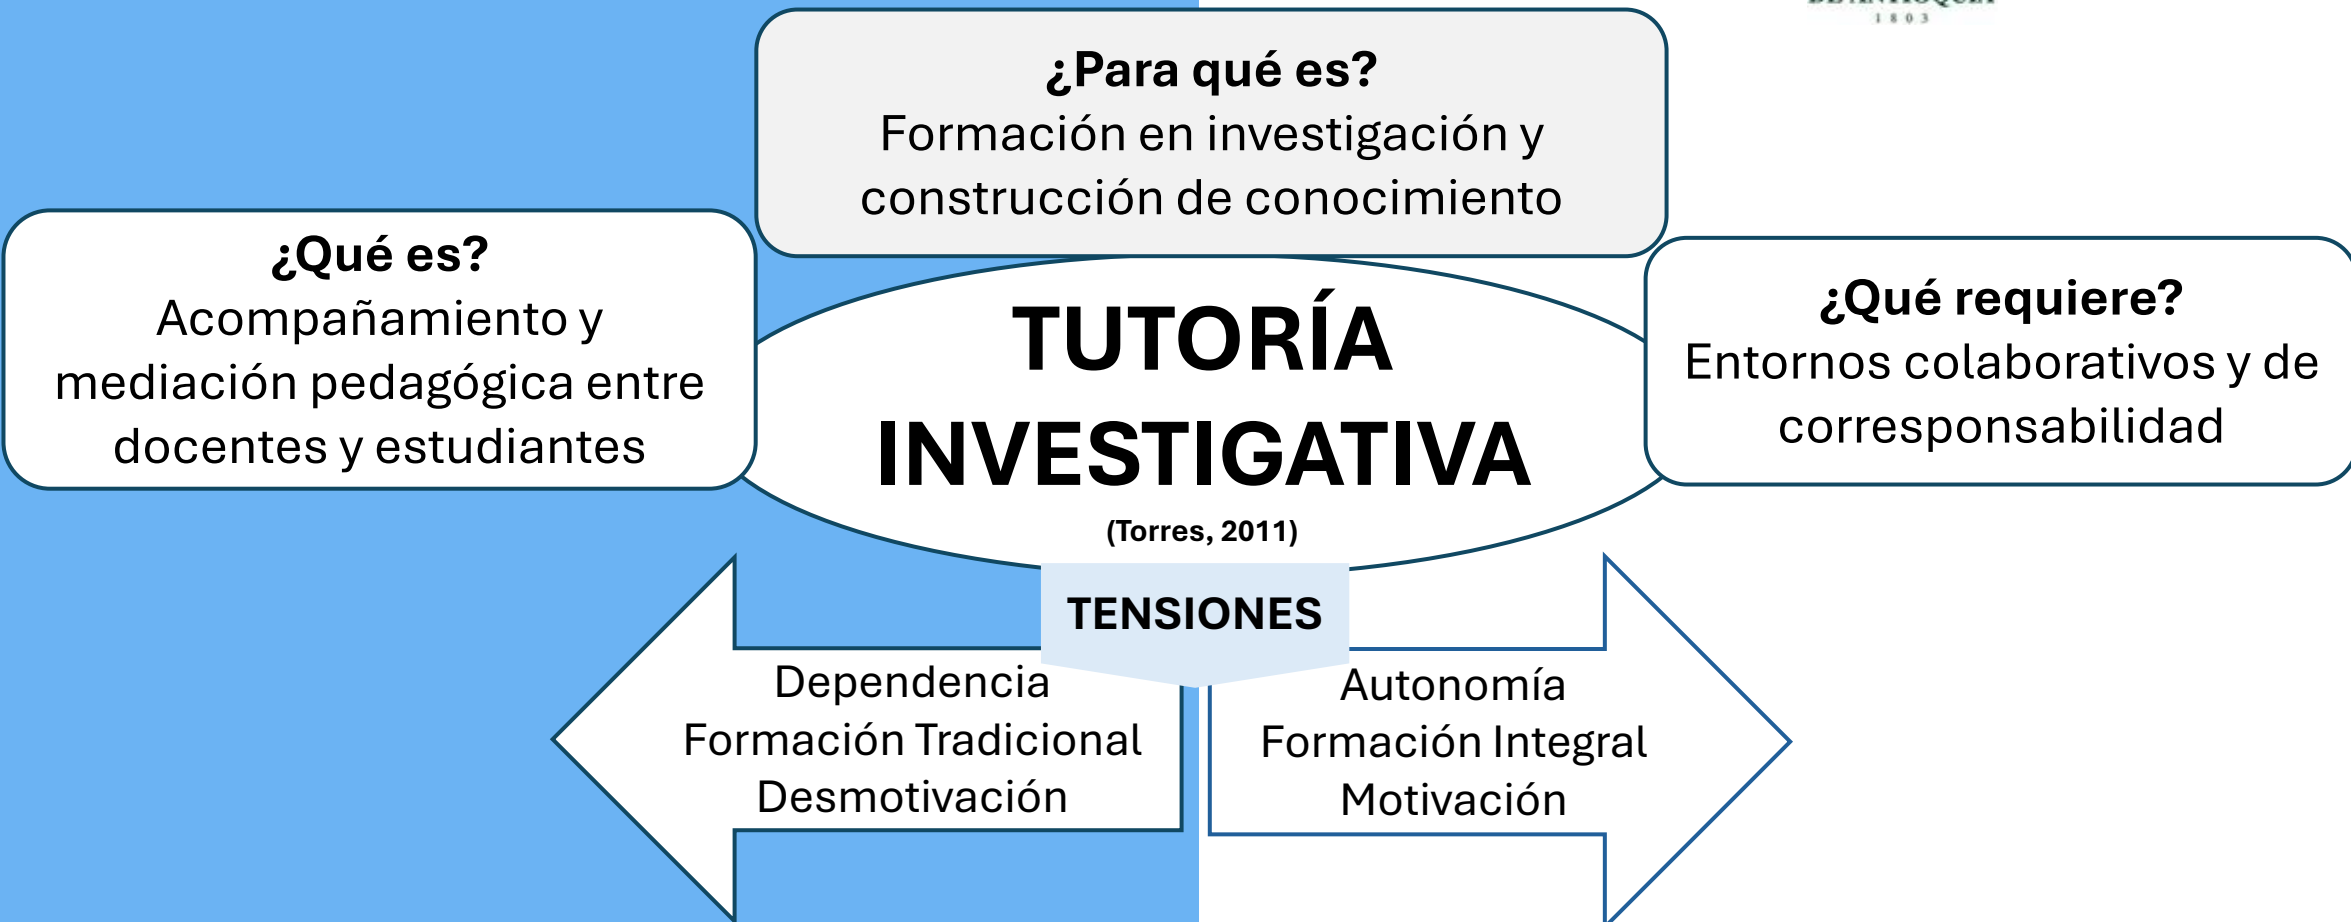 1803
¿Para qué es?
Formación en investigación y
construcción de conocimiento
¿Qué es?
Acompañamiento y
mediación pedagógica entre
docentes y estudiantes
¿Qué requiere?
Entornos colaborativos y de
corresponsabilidad
TUTORÍA
INVESTIGATIVA
(Torres, 2011)
TENSIONES
Dependencia
Formación Tradicional
Desmotivación
Autonomía
Formación Integral
Motivación